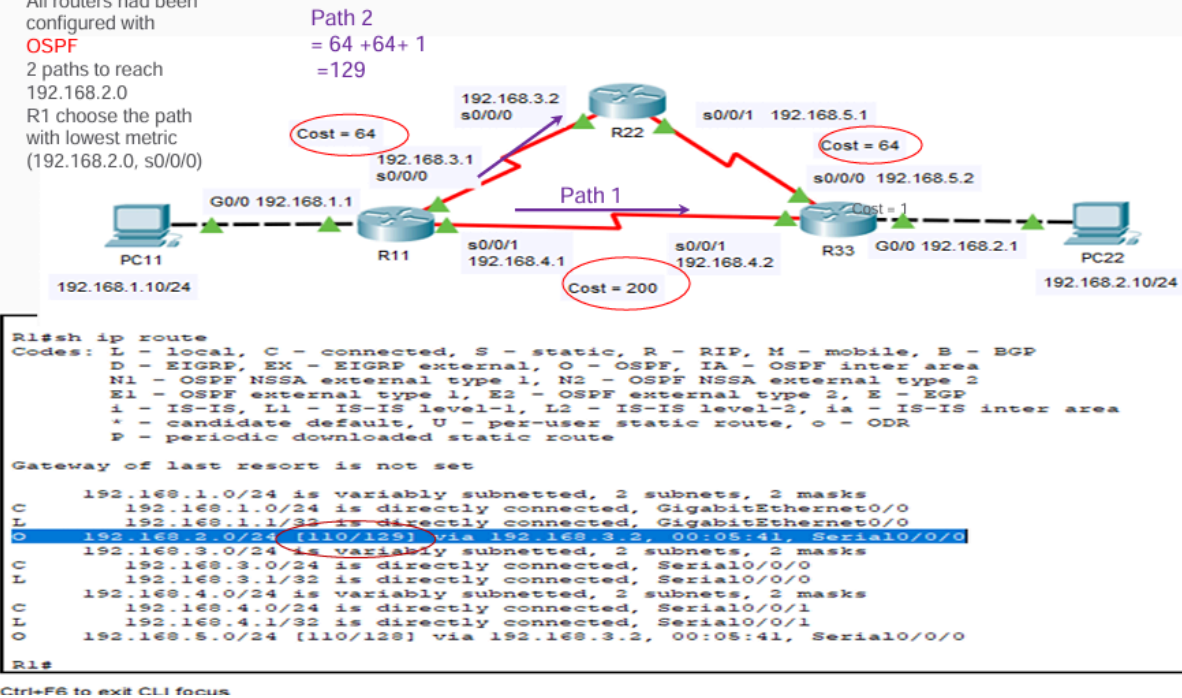 All routers had been
configured with
OSPF
2 paths to reach
192.168.2.0
R1 choose the path
with lowest metric
(192.168.2.0, s0/0/0)
Path 2
= 64 +64+ 1
=129
192.168.3.2
s0/0/0
R22
s0/0/1 192.168.5.1
Cost = 64
Cost = 64
192.168.3.1
s0/0/0
s0/0/0 192.168.5.2
Path 1
G0/0 192.168.1.1
Cost = 1
PC11
R11
s0/0/1
192.168.4.1
s0/0/1
192.168.4.2
R33
G0/0 192.168.2.1
PC22
192.168.1.10/24
Cost = 200
192.168.2.10/24
R1#sh ip route
Codes: L - local, C - connected, S - static, R - RIP, M - mobile, B - BGP
D - EIGRP, EX - EIGRP external, O - OSPF, IA - OSPF inter area
N1 - OSPF NSSA external type 1, N2 - OSPF NSSA external type 2
E1 - OSPF external type 1, E2 - OSPF external type 2, E - EGP
i - IS-IS, L1 - IS-IS level-1, L2 - IS-IS level-2, ia - IS-IS inter area
* - candidate default, U - per-user static route, o - ODR
P - periodic downloaded static route
Gateway of last resort is not set
192.168.1.0/24 is variably subnetted, 2 subnets, 2 masks
C 192.168.1.0/24 is directly connected, GigabitEthernet0/0
L 192.168.1.1/32 is directly connected, GigabitEthernet0/0
O 192.168.2.0/24 [110/129] via 192.168.3.2, 00:05:41, Serial0/0/0
192.168.3.0/24 is variably subnetted, 2 subnets, 2 masks
C 192.168.3.0/24 is directly connected, Serial0/0/0
L 192.168.3.1/32 is directly connected, Serial0/0/0
192.168.4.0/24 is variably subnetted, 2 subnets, 2 masks
C 192.168.4.0/24 is directly connected, Serial0/0/1
L 192.168.4.1/32 is directly connected, Serial0/0/1
O 192.168.5.0/24 [110/128] via 192.168.3.2, 00:05:41, Serial0/0/0
R1#
Ctrl+F6 to exit CLI focus